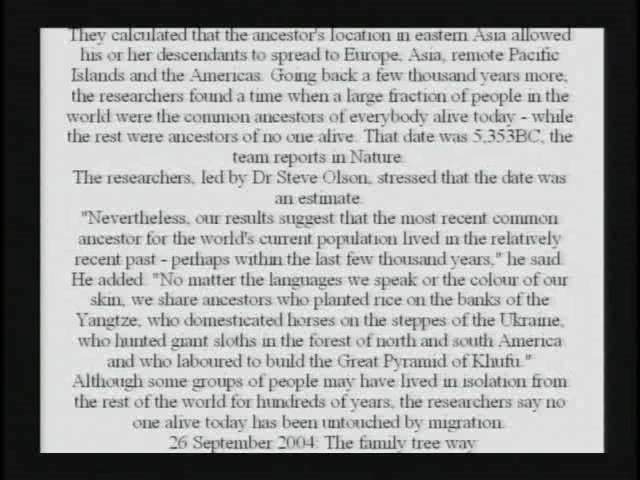 They calculated that the ancestor's location in eastern Asia allowed
his or her descendants to spread to Europe, Asia, remote Pacific
Islands and the Americas. Going back a few thousand years more,
the researchers found a time when a large fraction of people in the
world were the common ancestors of everybody alive today - while
the rest were ancestors of no one alive. That date was 5,353BC, the
team reports in Nature.
The researchers, led by Dr Steve Olson, stressed that the date was
an estimate.
"Nevertheless, our results suggest that the most recent common
ancestor for the world's current population lived in the relatively
recent past - perhaps within the last few thousand years," he said.
He added: "No matter the languages we speak or the colour of our
skin, we share ancestors who planted rice on the banks of the
Yangtze, who domesticated horses on the steppes of the Ukraine,
who hunted giant sloths in the forest of north and south America
and who laboured to build the Great Pyramid of Khufu."
Although some groups of people may have lived in isolation from
the rest of the world for hundreds of years, the researchers say no
one alive today has been untouched by migration.
26 September 2004: The family tree way